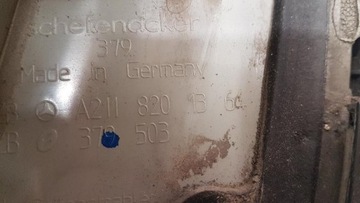 schefenacker
379
Made in Germany
A211 820 13 64
379 503